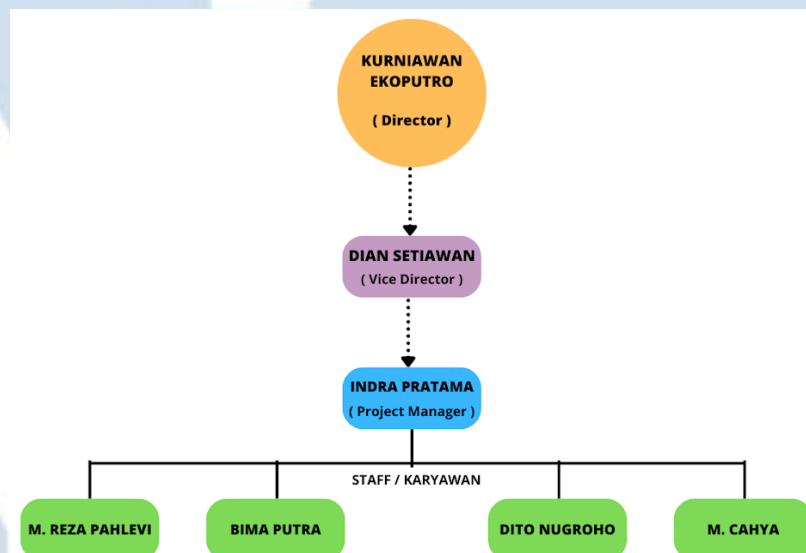 KURNIAWAN
EKOPUTRO
( Director )
DIAN SETIAWAN
( Vice Director )
INDRA PRATAMA
( Project Manager )
STAFF / KARYAWAN
M. REZA PAHLEVI
BIMA PUTRA
DITO NUGROHO
M. CAHYA